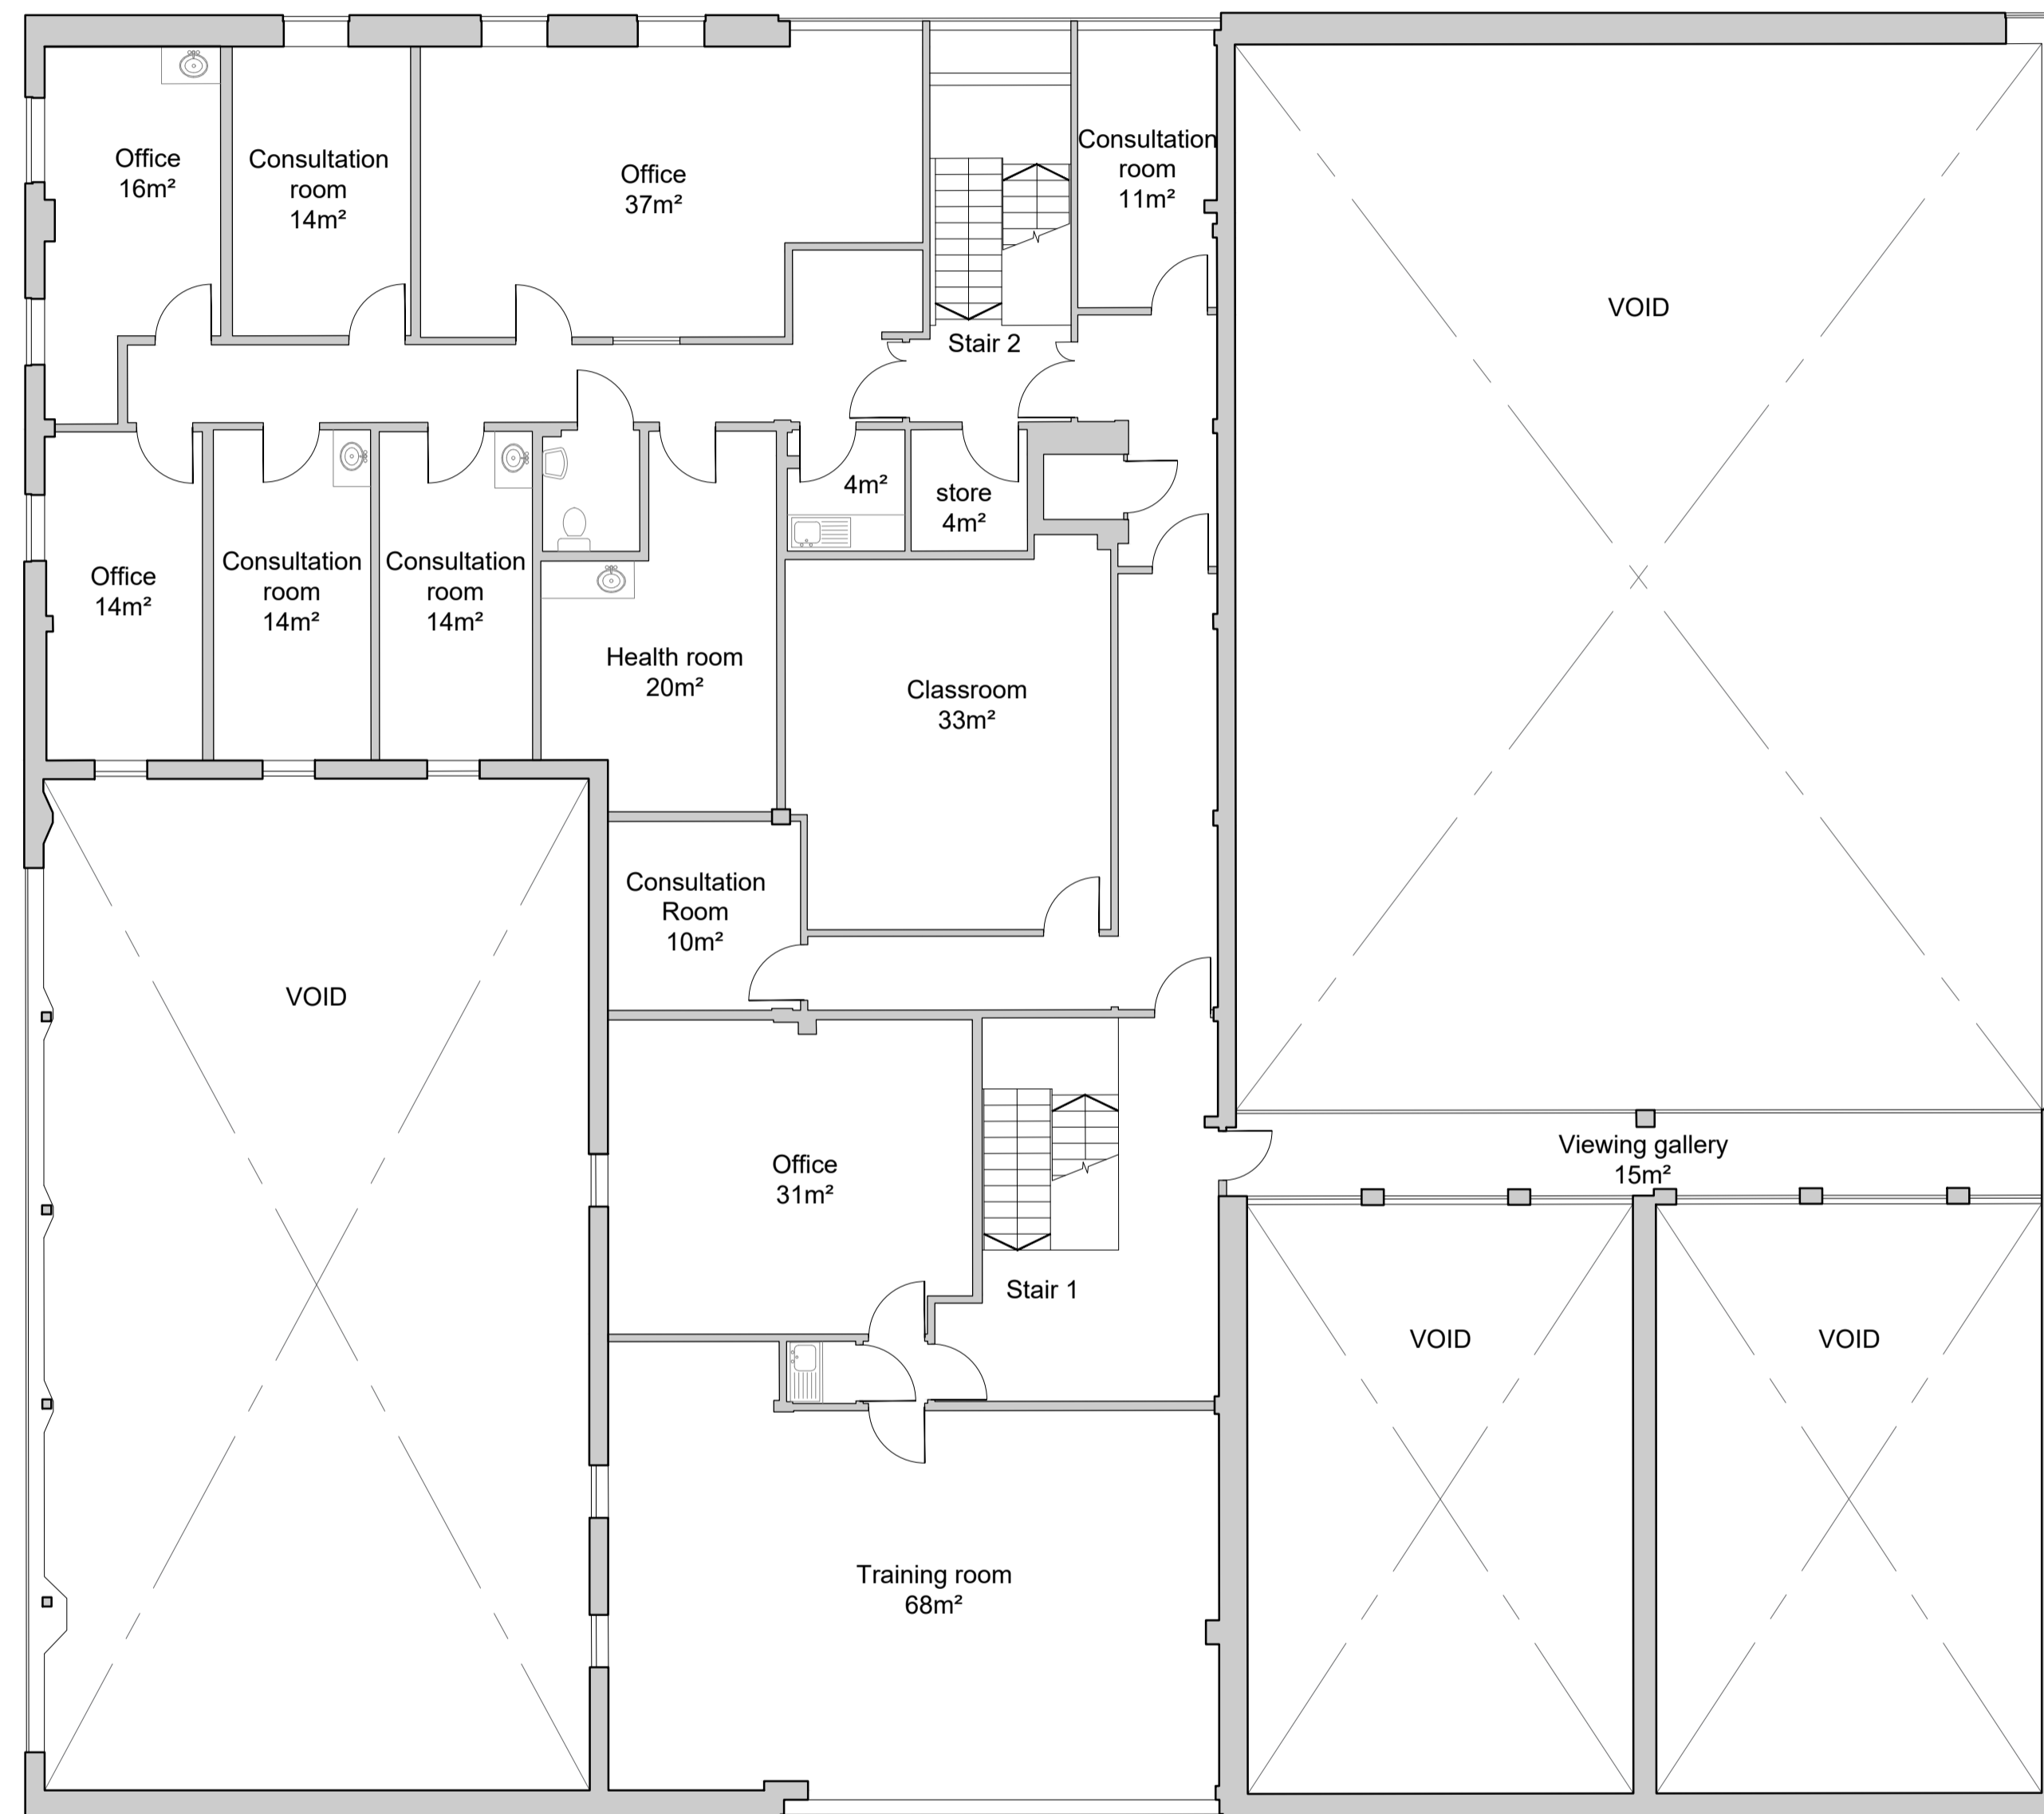 Office
16m²
Consultation
room
14m²
Office
37m²
Consultation
room
11m²
VOID
Stair 2
4m²
store
4m²
Office
14m²
Consultation
room
14m²
Consultation
room
14m²
Health room
20m²
Classroom
33m²
Consultation
Room
10m²
VOID
Office
31m²
Stair 1
Viewing gallery
15m²
VOID
VOID
Training room
68m²